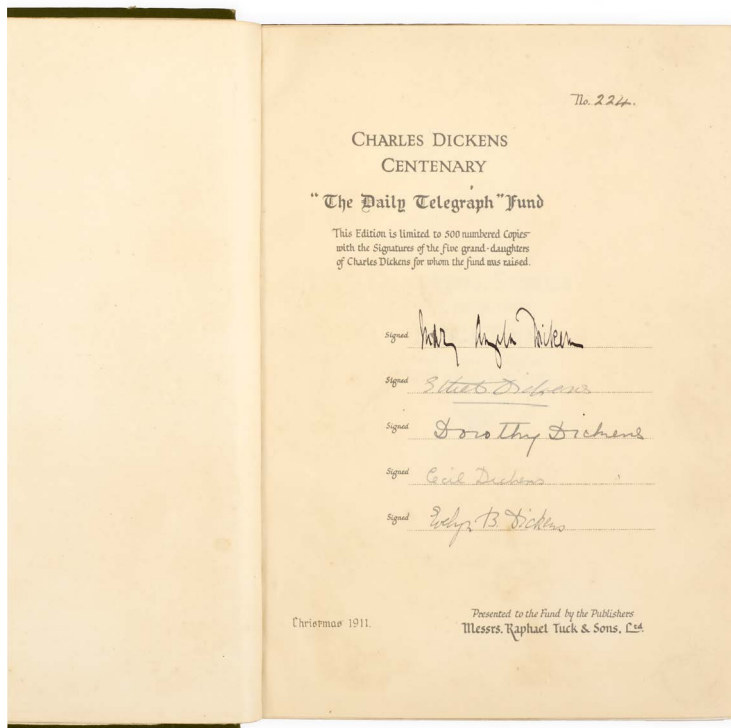 No. 224.
CHARLES DICKENS
CENTENARY
"The Daily Telegraph" Fund
This Edition is limited to 500 numbered Copies
with the Signatures of the five grand-daughters
of Charles Dickens for whom the fund was raised.
Signed Mary Angela Dickens
Signed Ethel Dickens
Signed Dorothy Dickens
Signed Cecil Dickens
Signed Evelyn B. Dickens
Christmas 1911.
Presented to the Fund by the Publishers
Messrs. Raphael Tuck & Sons, Ltd.